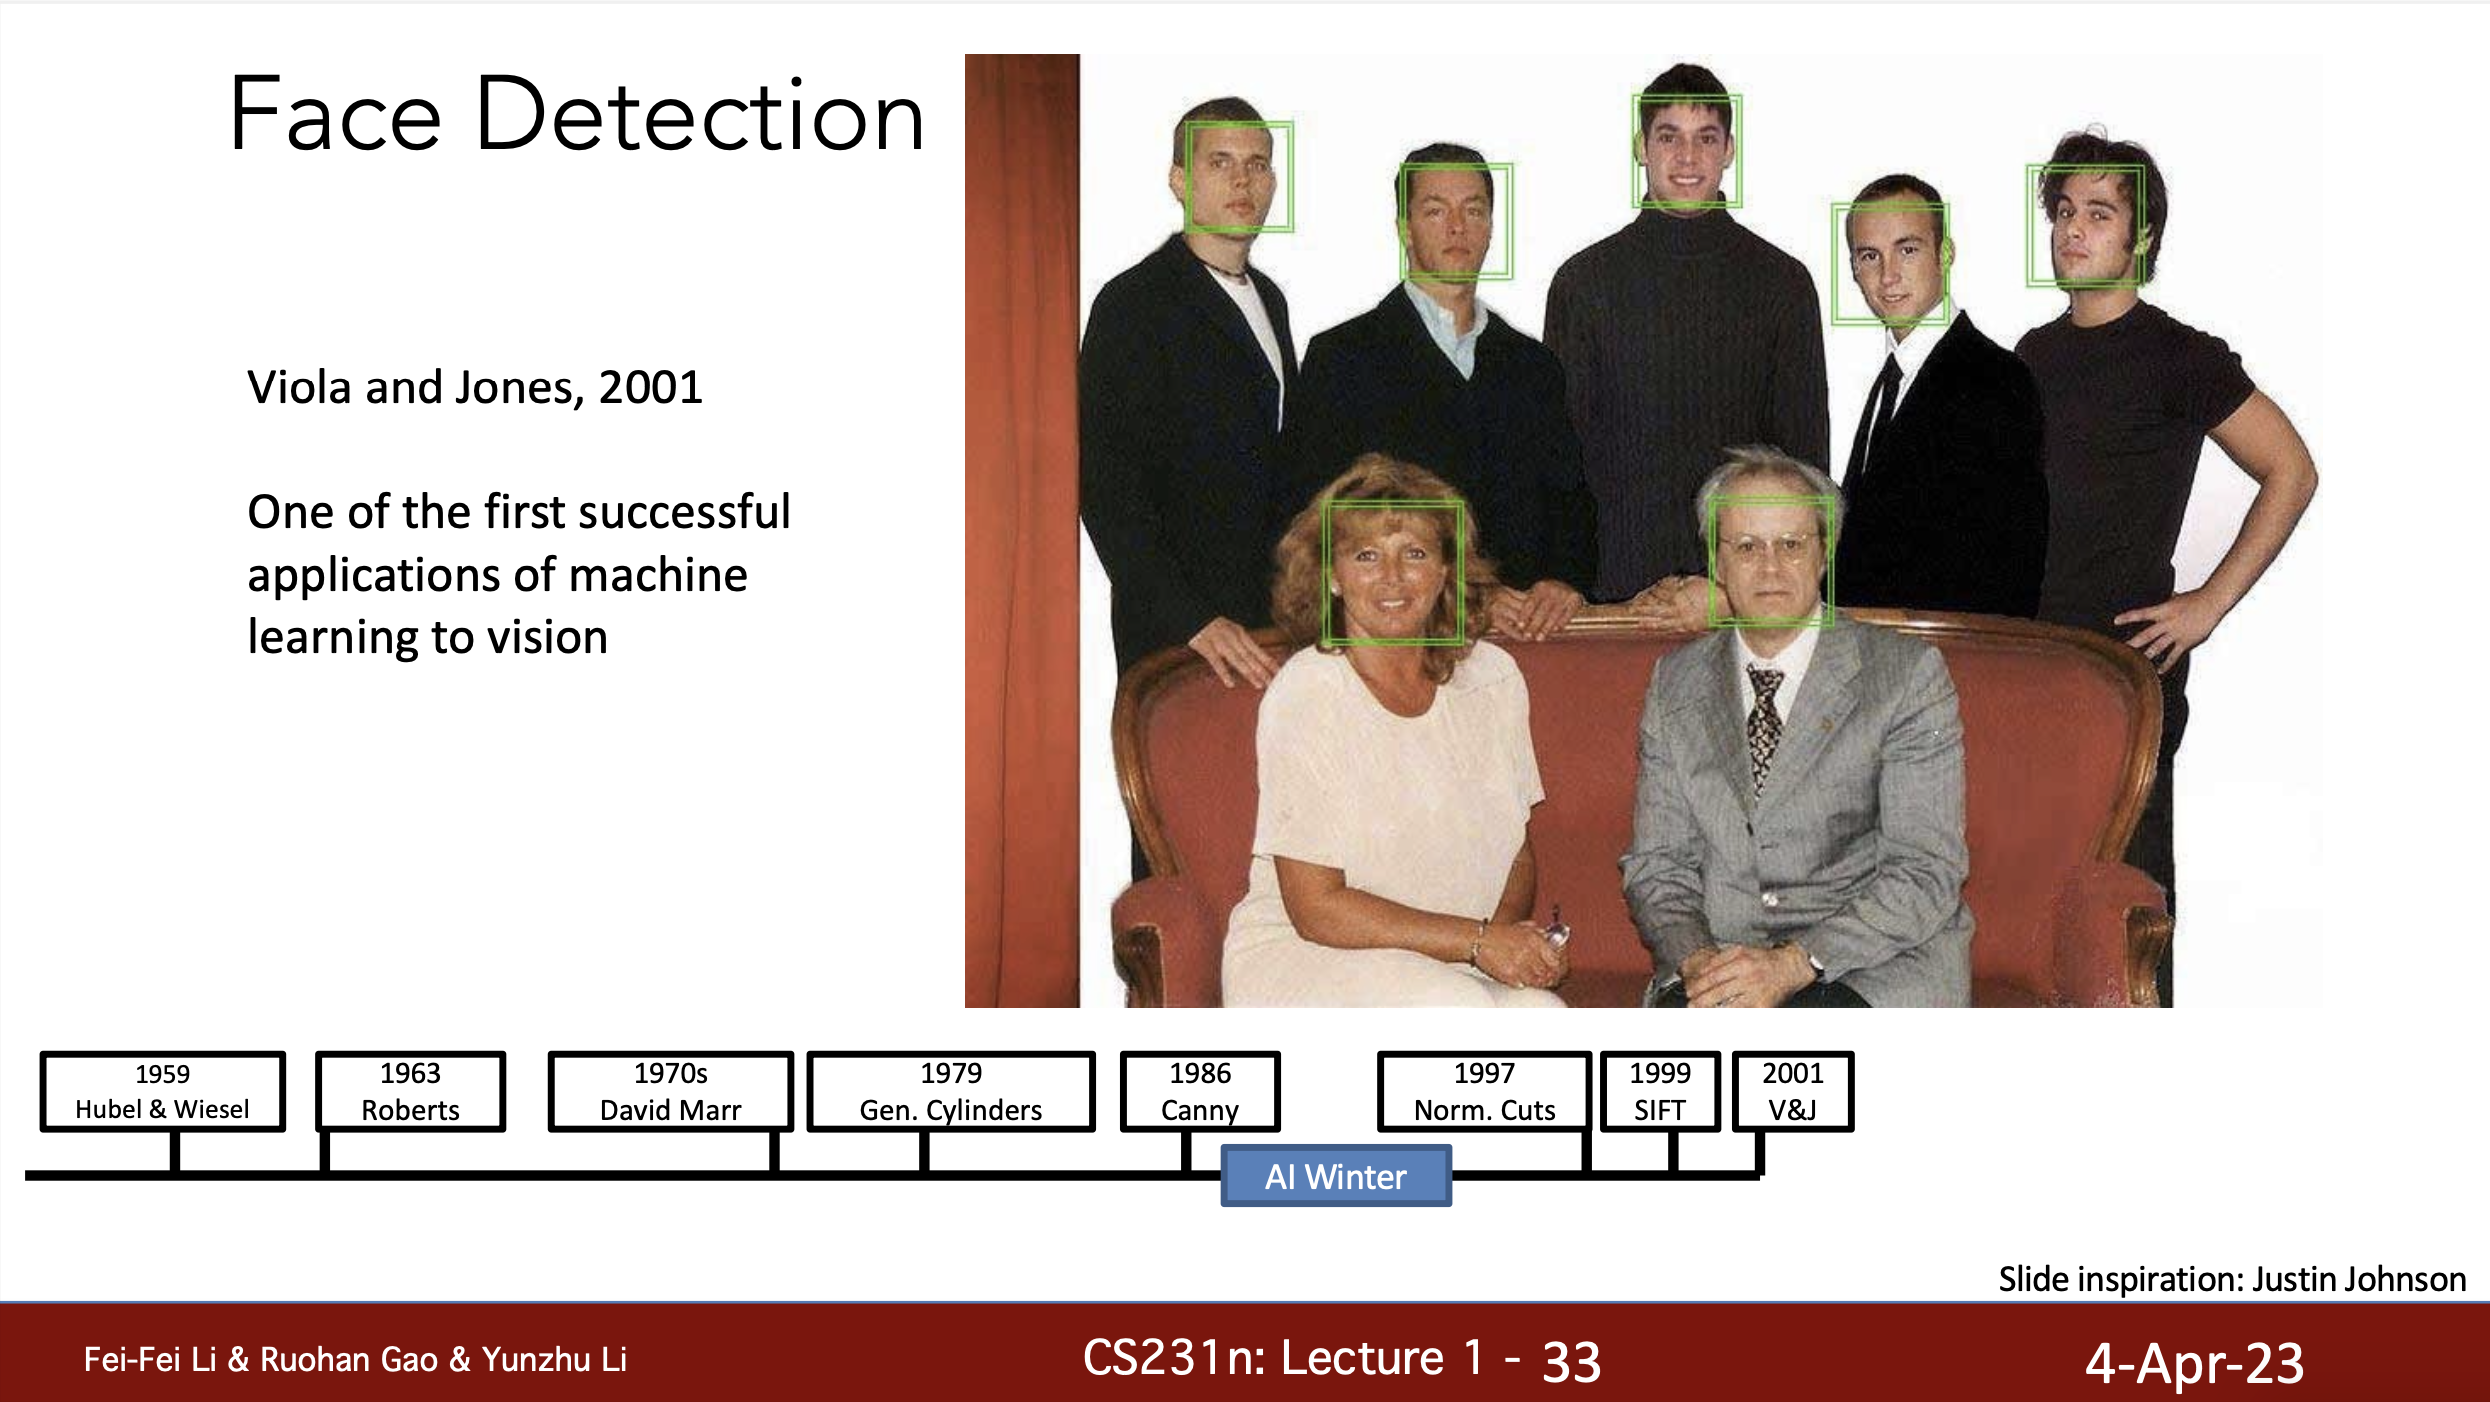 Face Detection
Viola and Jones, 2001
One of the first successful
applications of machine
learning to vision
1959
Hubel & Wiesel
1963
Roberts
1970s
David Marr
1979
Gen. Cylinders
1986
Canny
1997
Norm. Cuts
1999
SIFT
2001
V&J
AI Winter
Slide inspiration: Justin Johnson
Fei-Fei Li & Ruohan Gao & Yunzhu Li
CS231n: Lecture 1 - 33
4-Apr-23